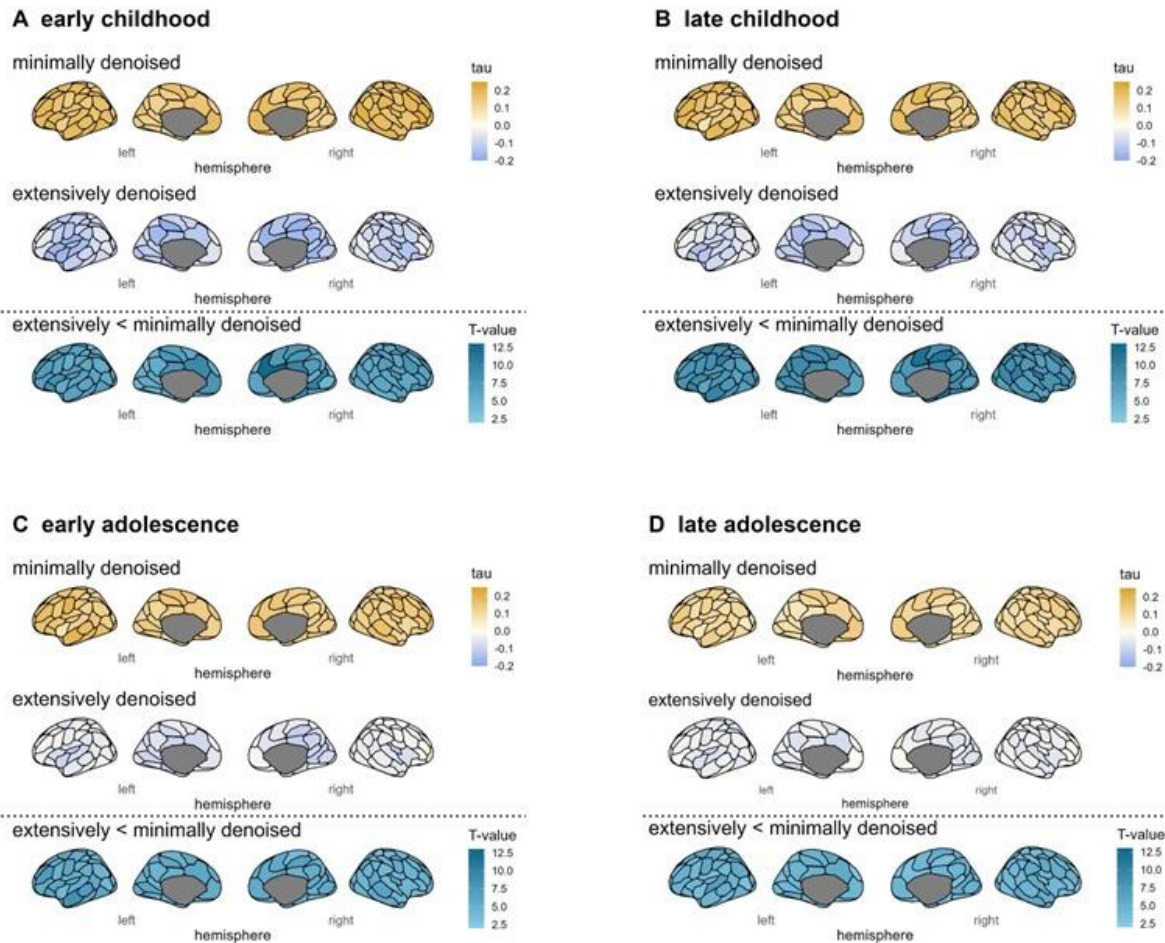 A early childhood
minimally denoised
tau
0.2
0.1
0.0
-0.1
-0.2
left
right
hemisphere
extensively denoised
left
right
hemisphere
extensively < minimally denoised
T-value
12.5
10.0
7.5
5.0
2.5
left
right
hemisphere
B late childhood
minimally denoised
tau
0.2
0.1
0.0
-0.1
-0.2
left
right
hemisphere
extensively denoised
left
right
hemisphere
extensively < minimally denoised
T-value
12.5
10.0
7.5
5.0
2.5
left
right
hemisphere
C early adolescence
minimally denoised
tau
0.2
0.1
0.0
-0.1
-0.2
left
right
hemisphere
extensively denoised
left
right
hemisphere
extensively < minimally denoised
T-value
12.5
10.0
7.5
5.0
2.5
left
right
hemisphere
D late adolescence
minimally denoised
tau
0.2
0.1
0.0
-0.1
-0.2
left
right
hemisphere
extensively denoised
left
right
hemisphere
extensively < minimally denoised
T-value
12.5
10.0
7.5
5.0
2.5
left
right
hemisphere